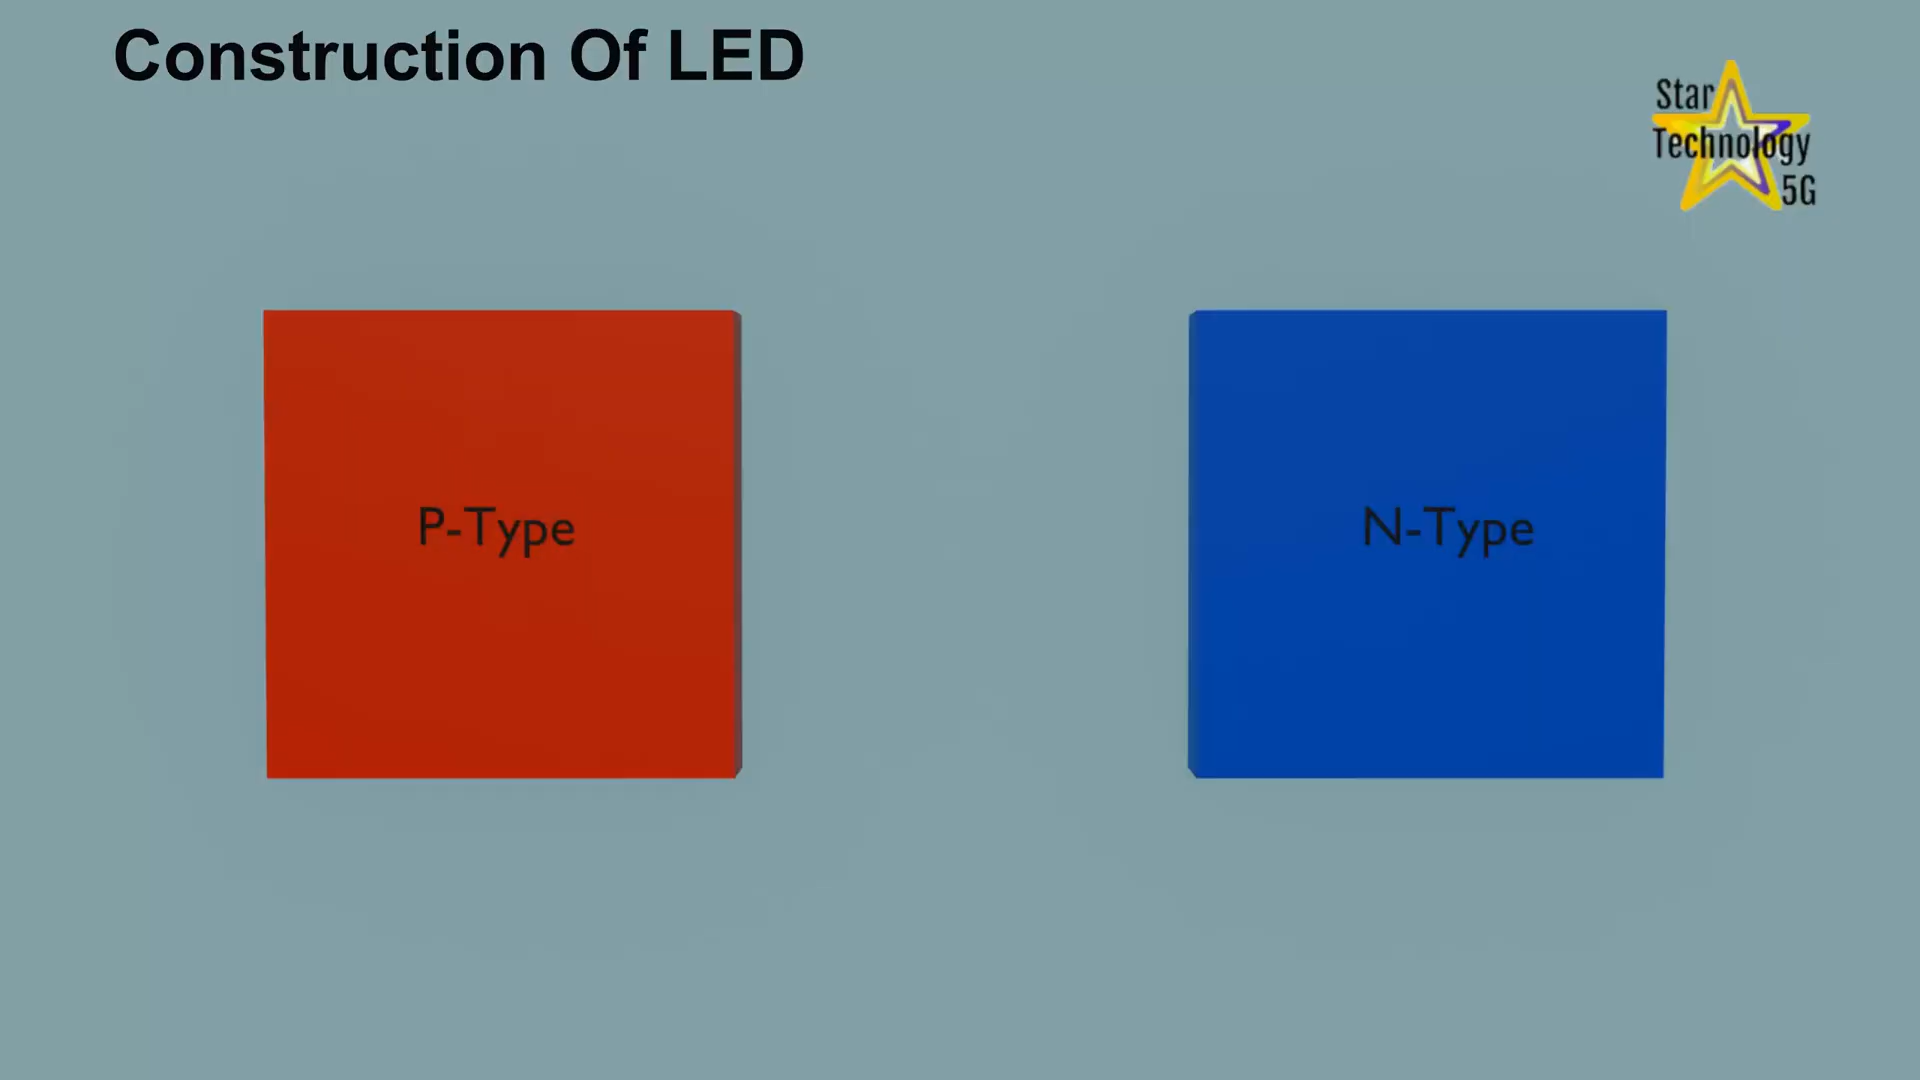 Construction Of LED
Star
Technology
5G
P-Type
N-Type